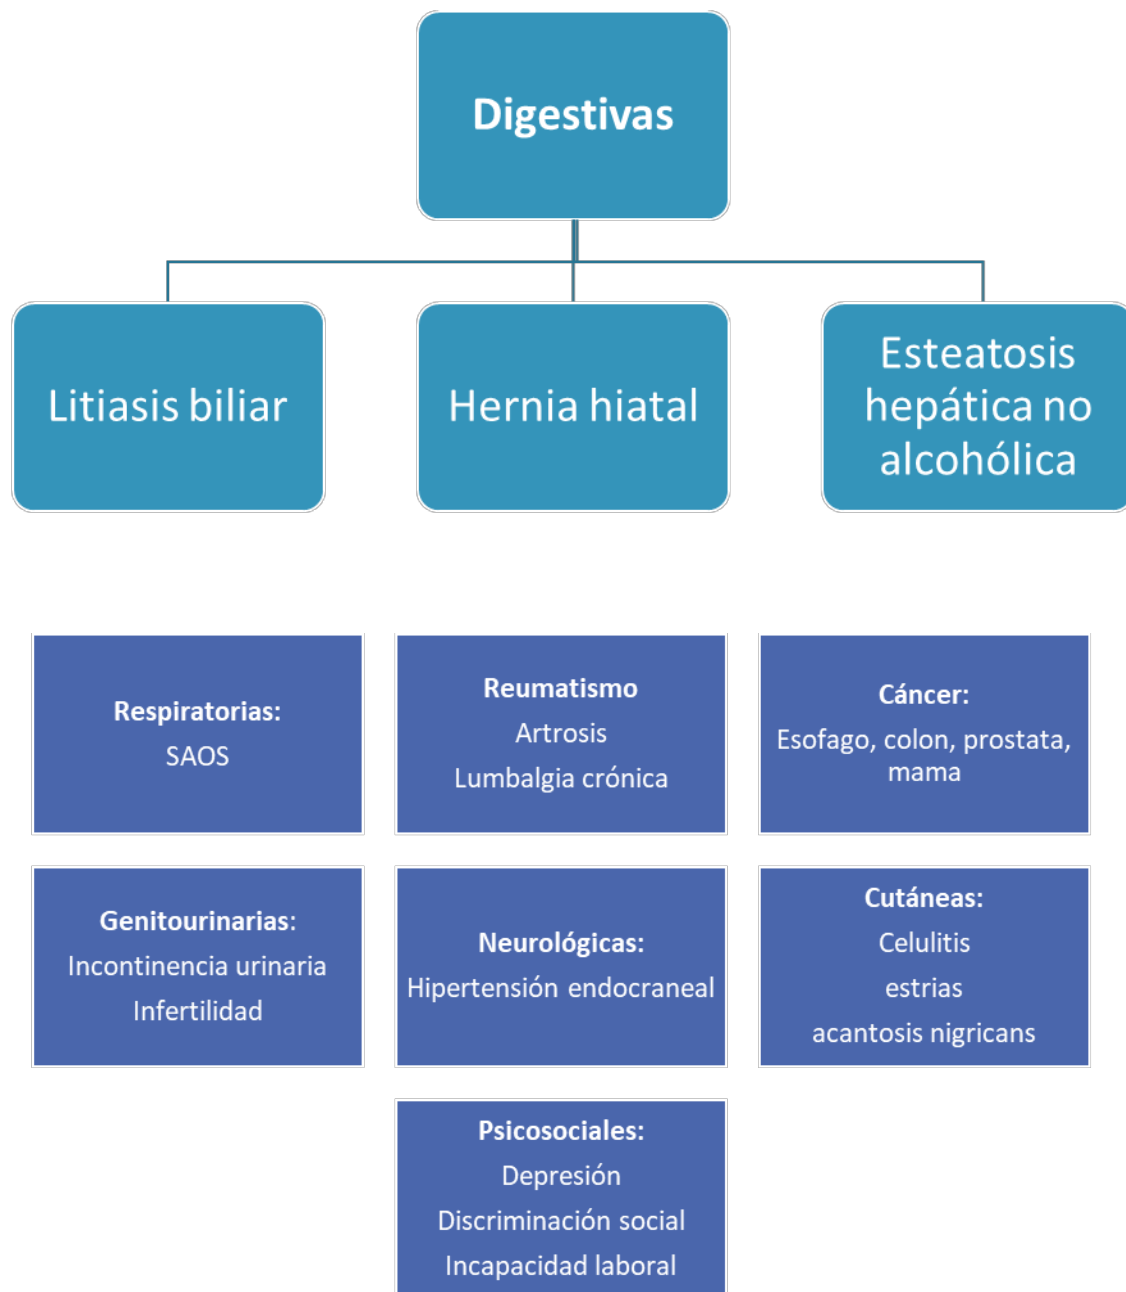 Digestivas
Litiasis biliar
Hernia hiatal
Esteatosis
hepática no
alcohólica
Respiratorias:
SAOS
Reumatismo
Artrosis
Lumbalgia crónica
Cáncer:
Esofago, colon, prostata,
mama
Genitourinarias:
Incontinencia urinaria
Infertilidad
Neurológicas:
Hipertensión endocraneal
Cutáneas:
Celulitis
estrias
acantosis nigricans
Psicosociales:
Depresión
Discriminación social
Incapacidad laboral